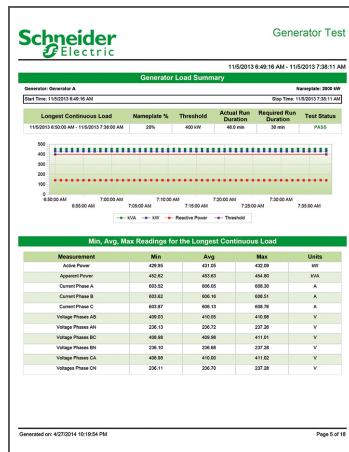 Schneider
Electric
Generator Test
11/5/2013 6:49:16 AM - 11/5/2013 7:38:11 AM
Generator Load Summary
Generator: Generator A Nameplate: 2000 kW
Start Time: 11/5/2013 6:49:16 AM Stop Time: 11/5/2013 7:38:11 AM
Longest Continuous Load Nameplate % Threshold Actual Run Duration Required Run Duration Test Status
11/5/2013 6:50:00 AM - 11/5/2013 7:36:00 AM 20% 400 kW 46.0 min 30 min PASS
500
400
300
200
100
0
6:50:00 AM 7:00:00 AM 7:10:00 AM 7:20:00 AM 7:30:00 AM
6:55:00 AM 7:05:00 AM 7:15:00 AM 7:25:00 AM 7:35:00 AM
kVA kW Reactive Power Threshold
Min, Avg, Max Readings for the Longest Continuous Load
Measurement Min Avg Max Units
Active Power 429.95 431.05 432.09 kW
Apparent Power 452.62 453.63 454.80 kVA
Current Phase A 603.52 606.05 608.30 A
Current Phase B 603.62 606.16 608.51 A
Current Phase C 603.87 606.13 608.76 A
Voltage Phases AB 409.03 410.05 410.98 V
Voltage Phases AN 236.13 236.72 237.26 V
Voltage Phases BC 408.98 409.98 411.01 V
Voltage Phases BN 236.10 236.68 237.28 V
Voltage Phases CA 408.98 410.00 411.02 V
Voltages Phase CN 236.11 236.70 237.28 V
Generated on: 4/27/2014 10:19:54 PM Page 5 of 18